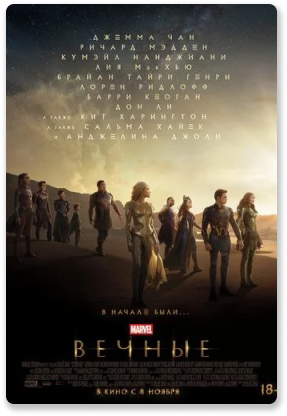 ДЖЕММА ЧАН
РИЧАРД МЭДДЕН
КУМЭЙЛ НАНДЖИАНИ
ЛИЯ МакХЬЮ
БРАЙАН ТАЙРИ ГЕНРИ
ЛОРЕН РИДЛОФФ
БАРРИ КЕОГАН
ДОН ЛИ
А ТАКЖЕ КИТ ХАРИНГТОН
А ТАКЖЕ САЛЬМА ХАЙЕК
И АНДЖЕЛИНА ДЖОЛИ
В НАЧАЛЕ БЫЛИ...
MARVEL
ВЕЧНЫЕ
В КИНО С 8 НОЯБРЯ
18+